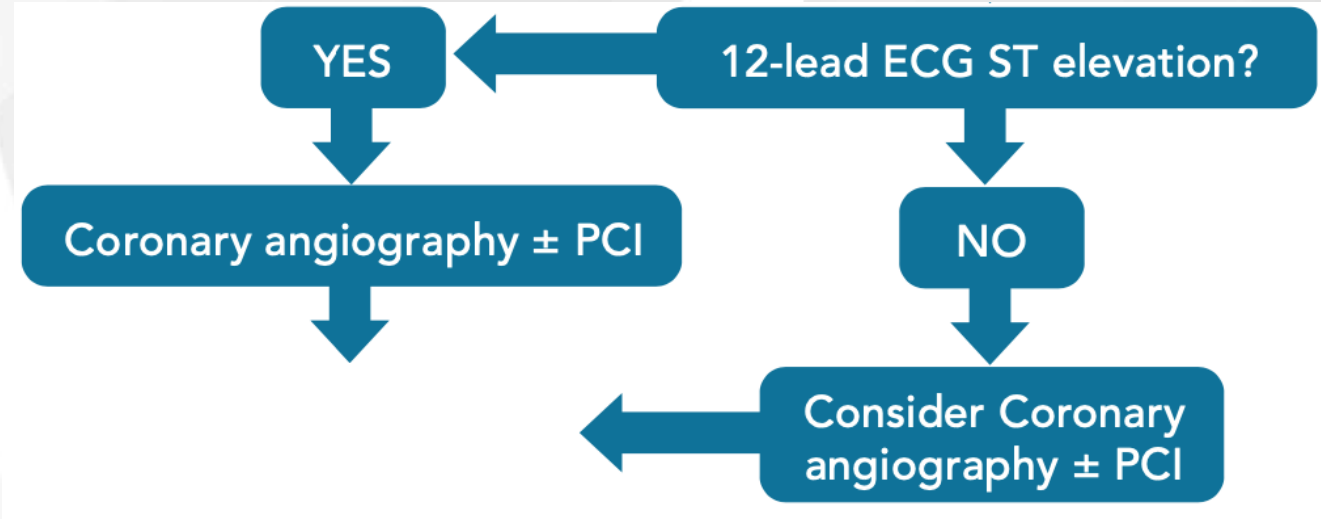 12-lead ECG ST elevation?
YES
Coronary angiography ± PCI
NO
Consider Coronary
angiography ± PCI